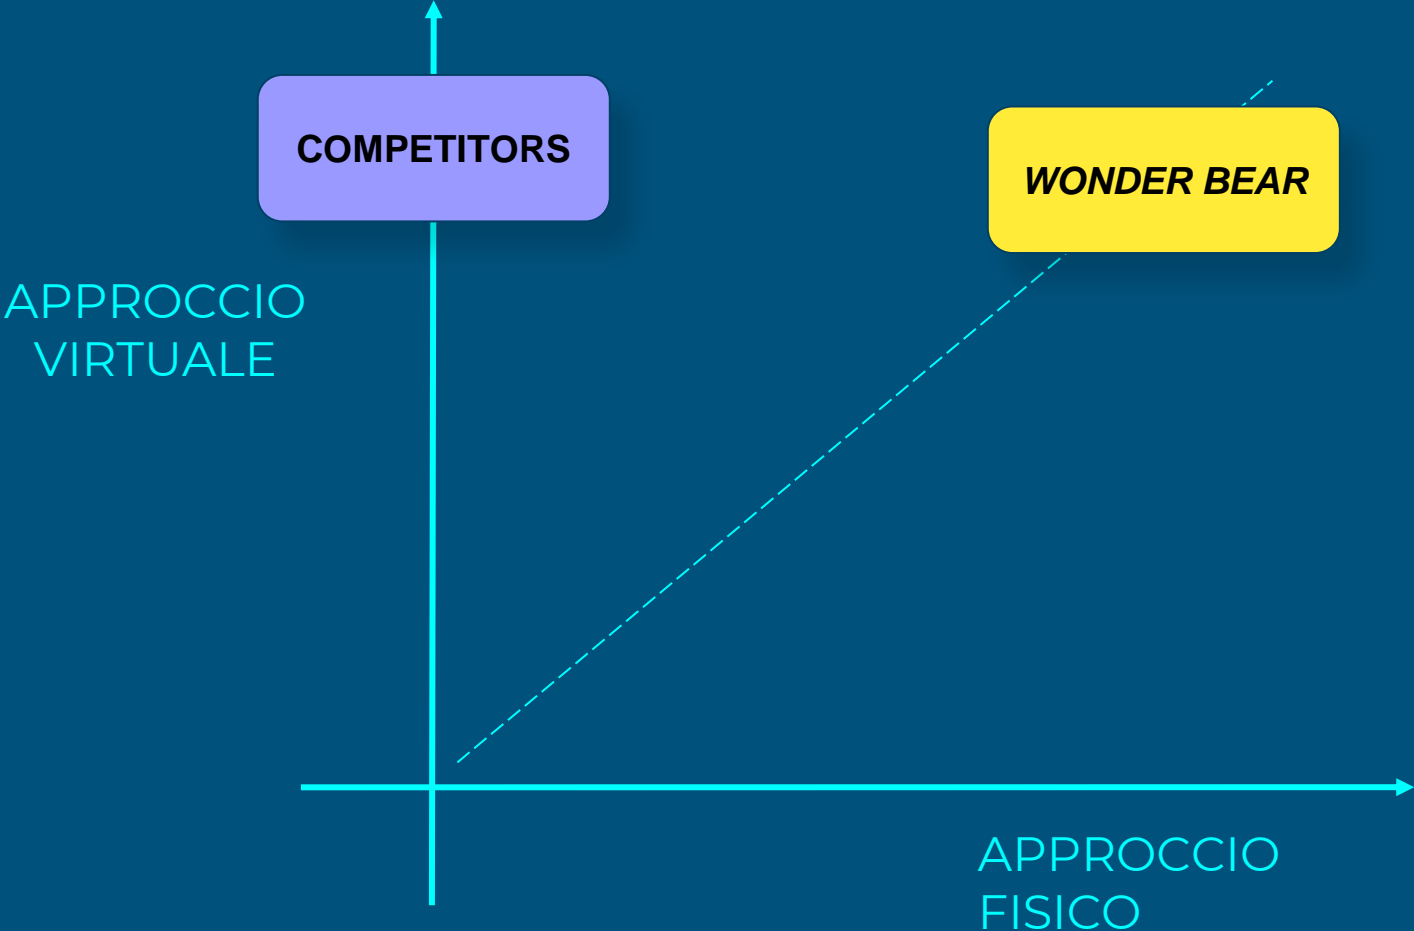 COMPETITORS
WONDER BEAR
APPROCCIO
VIRTUALE
APPROCCIO
FISICO